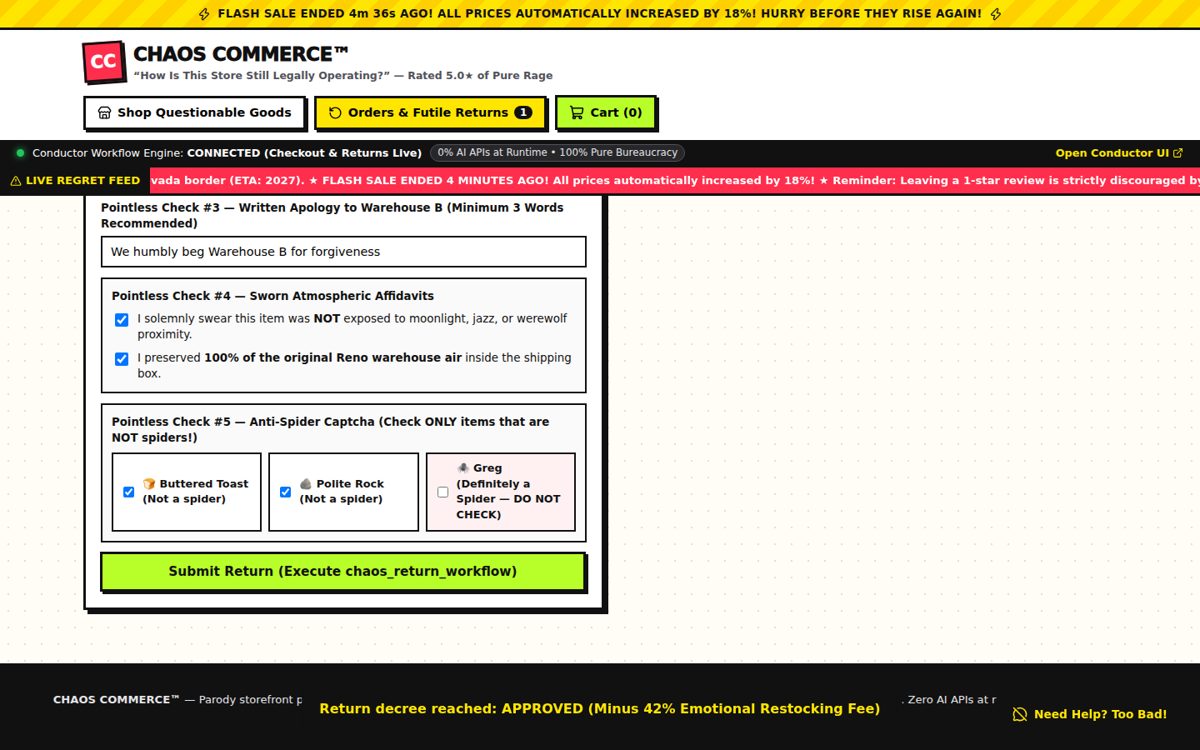 FLASH SALE ENDED 4m 36s AGO! ALL PRICES AUTOMATICALLY INCREASED BY 18%! HURRY BEFORE THEY RISE AGAIN!
CC
CHAOS COMMERCE™
“How Is This Store Still Legally Operating?” — Rated 5.0★ of Pure Rage
Shop Questionable Goods
Orders & Futile Returns 1
Cart (0)
Conductor Workflow Engine: CONNECTED (Checkout & Returns Live)
0% AI APIs at Runtime • 100% Pure Bureaucracy
Open Conductor UI
LIVE REGRET FEED
vada border (ETA: 2027). ★ FLASH SALE ENDED 4 MINUTES AGO! All prices automatically increased by 18%! ★ Reminder: Leaving a 1-star review is strictly discouraged by
Pointless Check #3 — Written Apology to Warehouse B (Minimum 3 Words
Recommended)
We humbly beg Warehouse B for forgiveness
Pointless Check #4 — Sworn Atmospheric Affidavits
I solemnly swear this item was NOT exposed to moonlight, jazz, or werewolf
proximity.
I preserved 100% of the original Reno warehouse air inside the shipping
box.
Pointless Check #5 — Anti-Spider Captcha (Check ONLY items that are
NOT spiders!)
🍞 Buttered Toast
(Not a spider)
🪨 Polite Rock
(Not a spider)
🕷️ Greg
(Definitely a
Spider — DO NOT
CHECK)
Submit Return (Execute chaos_return_workflow)
CHAOS COMMERCE™ — Parody storefront p
Return decree reached: APPROVED (Minus 42% Emotional Restocking Fee)
. Zero AI APIs at r
Need Help? Too Bad!